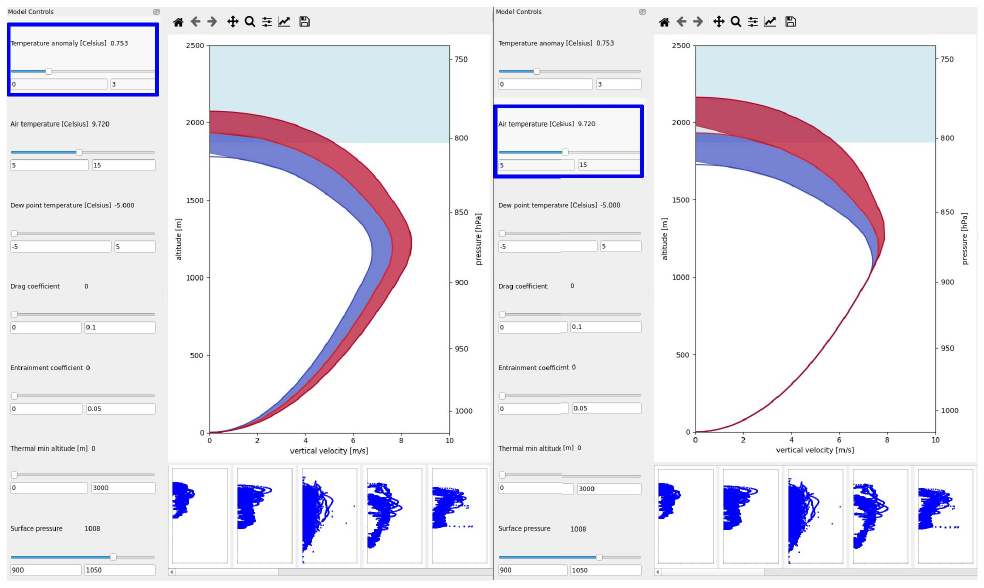 Model Controls
Temperature anomaly [Celsius] 0.753
0 3
Air temperature [Celsius] 9.720
5 15
Dew point temperature [Celsius] -5.000
-5 5
Drag coefficient 0
0 0.1
Entrainment coefficient 0
0 0.05
Thermal min altitude [m] 0
0 3000
Surface pressure 1008
900 1050
2500
2000
1500
1000
500
0
altitude [m]
0 2 4 6 8 10
vertical velocity [m/s]
750
800
850
900
950
1000
pressure [hPa]
Model Controls
Temperature anomay [Celsius] 0.753
0 3
Air temperature [Celsius] 9.720
5 15
Dew point temperature [Celsius] -5.000
-5 5
Drag coefficient 0
0 0.1
Entrainment coefficient 0
0 0.05
Thermal min altitude [m] 0
0 3000
Surface pressure 1008
900 1050
2500
2000
1500
1000
500
0
altitude [m]
0 2 4 6 8 10
vertical velocity [m/s]
750
800
850
900
950
1000
pressure [hPa]